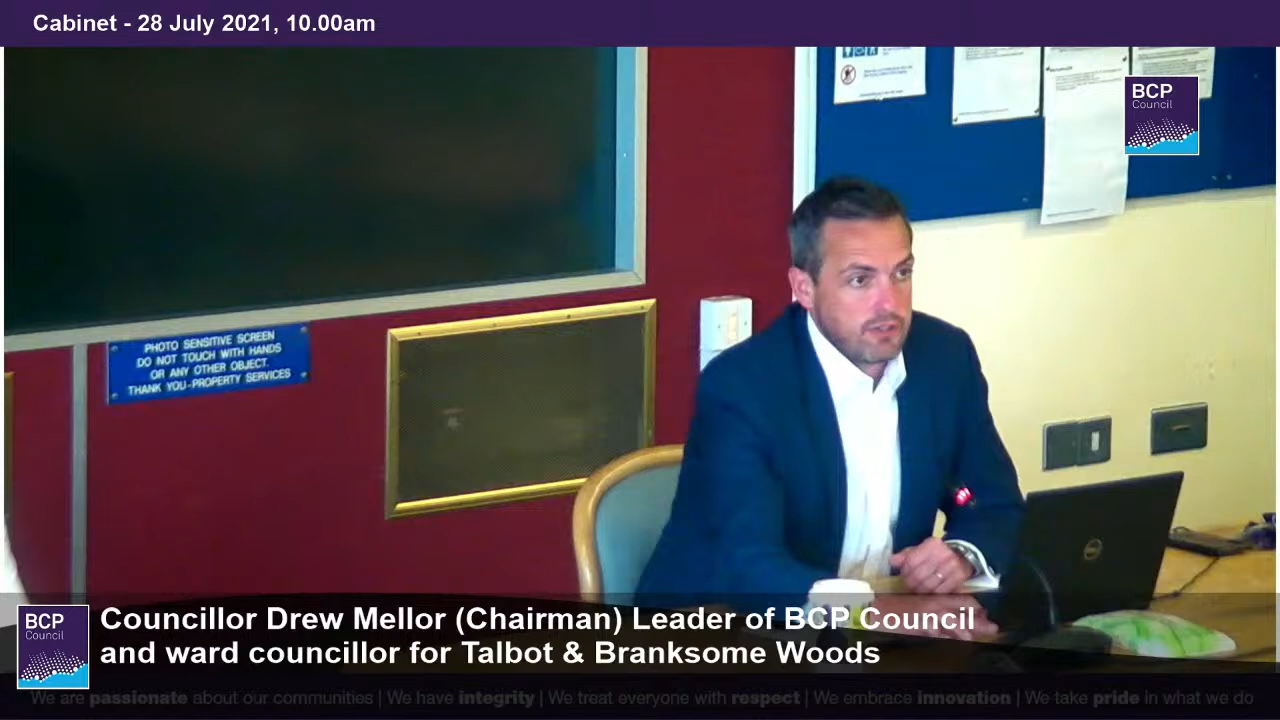 Cabinet - 28 July 2021, 10.00am
BCP
Council
PHOTO SENSITIVE SCREEN
DO NOT TOUCH WITH HANDS
OR ANY OTHER OBJECT.
THANK YOU-PROPERTY SERVICES
DELL
BCP
Council
Councillor Drew Mellor (Chairman) Leader of BCP Council
and ward councillor for Talbot & Branksome Woods
We are passionate about our communities | We have integrity | We treat everyone with respect | We embrace innovation | We take pride in what we do